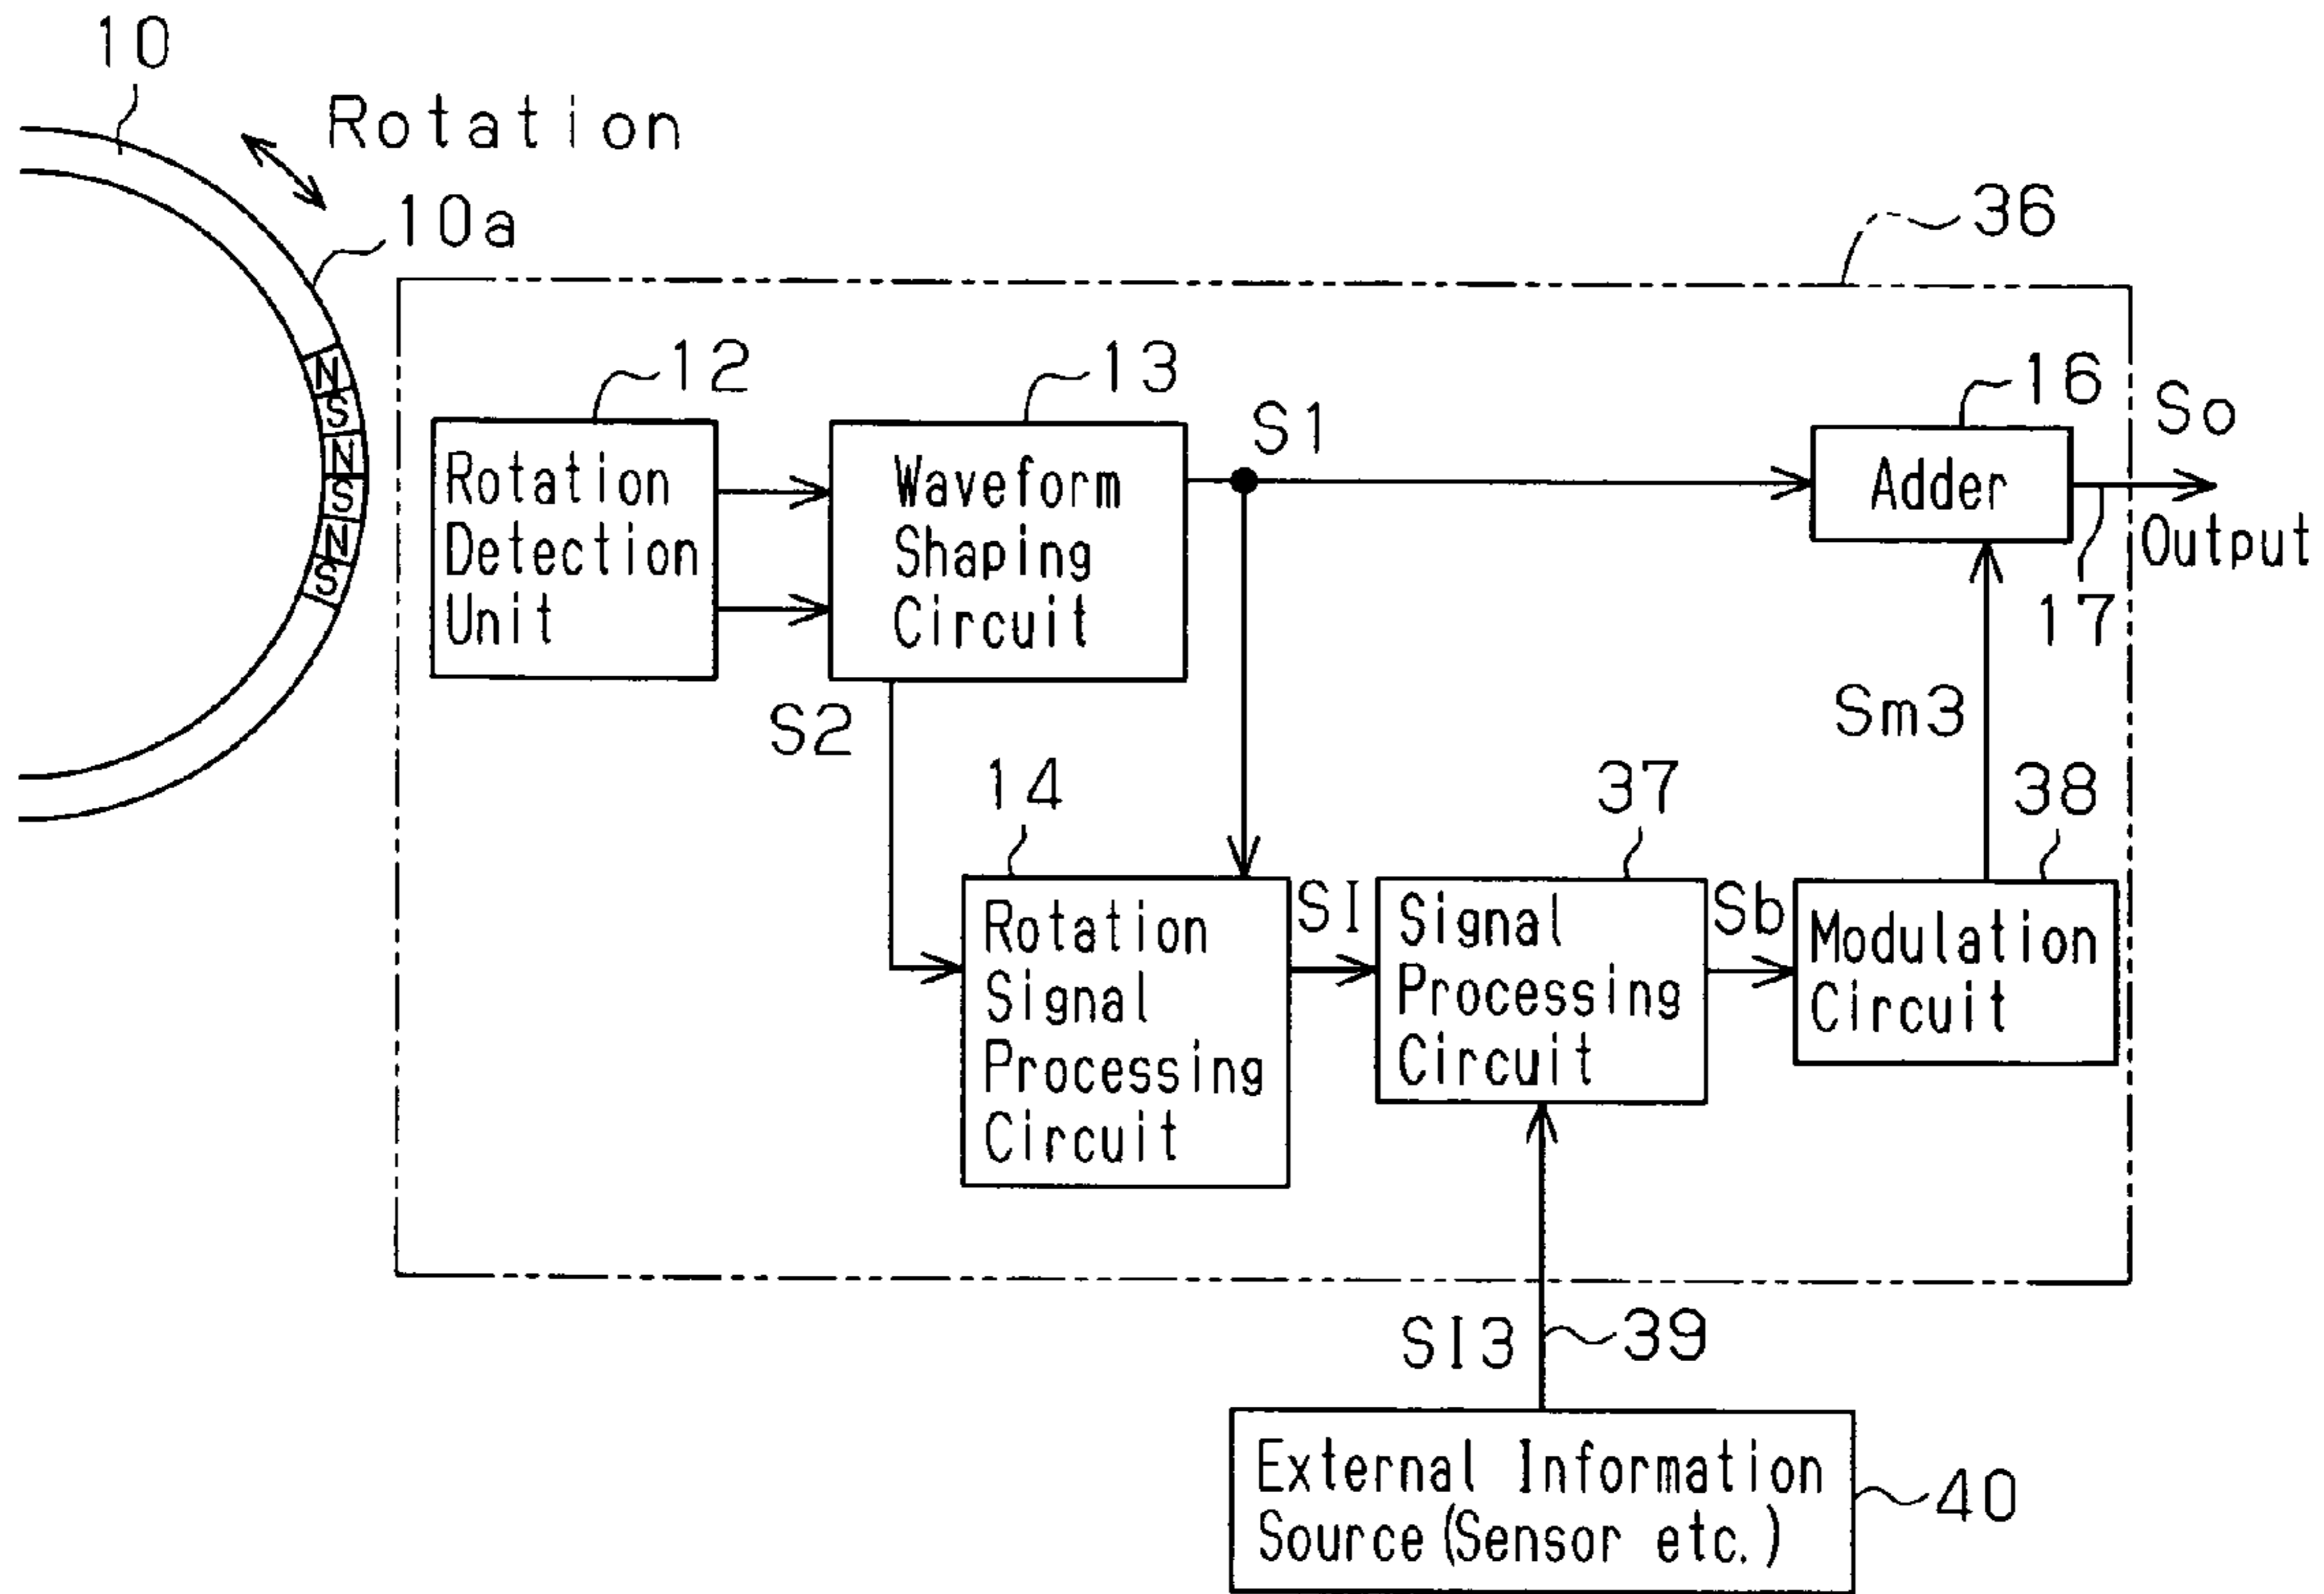 10
Rotation
10a
36
N
S
N
S
N
S
12
13
S1
16
So
Rotation
Detection
Unit
Waveform
Shaping
Circuit
Adder
Output
17
S2
Sm3
14
37
38
Rotation
Signal
Processing
Circuit
SI
Signal
Processing
Circuit
Sb
Modulation
Circuit
SI3
39
External Information
Source (Sensor etc.)
40